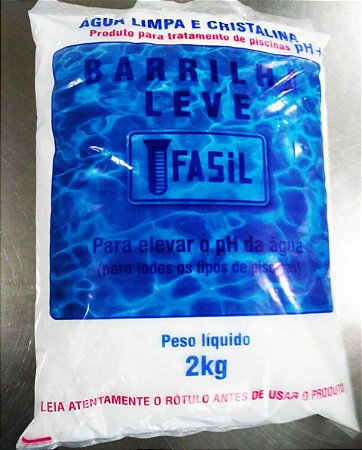 ÁGUA LIMPA E CRISTALINA
Produto para tratamento de piscinas pH+
BARRILHA
LEVE
FASiL
Para elevar o pH da água
(para todos os tipos de piscinas)
Peso líquido
2kg
LEIA ATENTAMENTE O RÓTULO ANTES DE USAR O PRODUTO